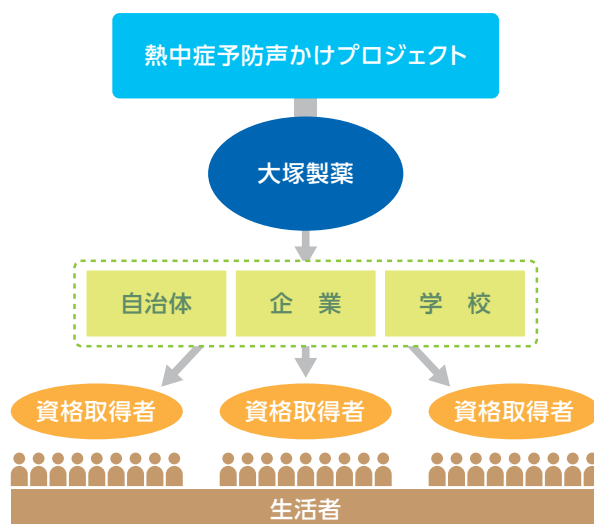 熱中症予防声かけプロジェクト
大塚製薬
自治体 企　業 学　校
資格取得者 資格取得者 資格取得者
生活者